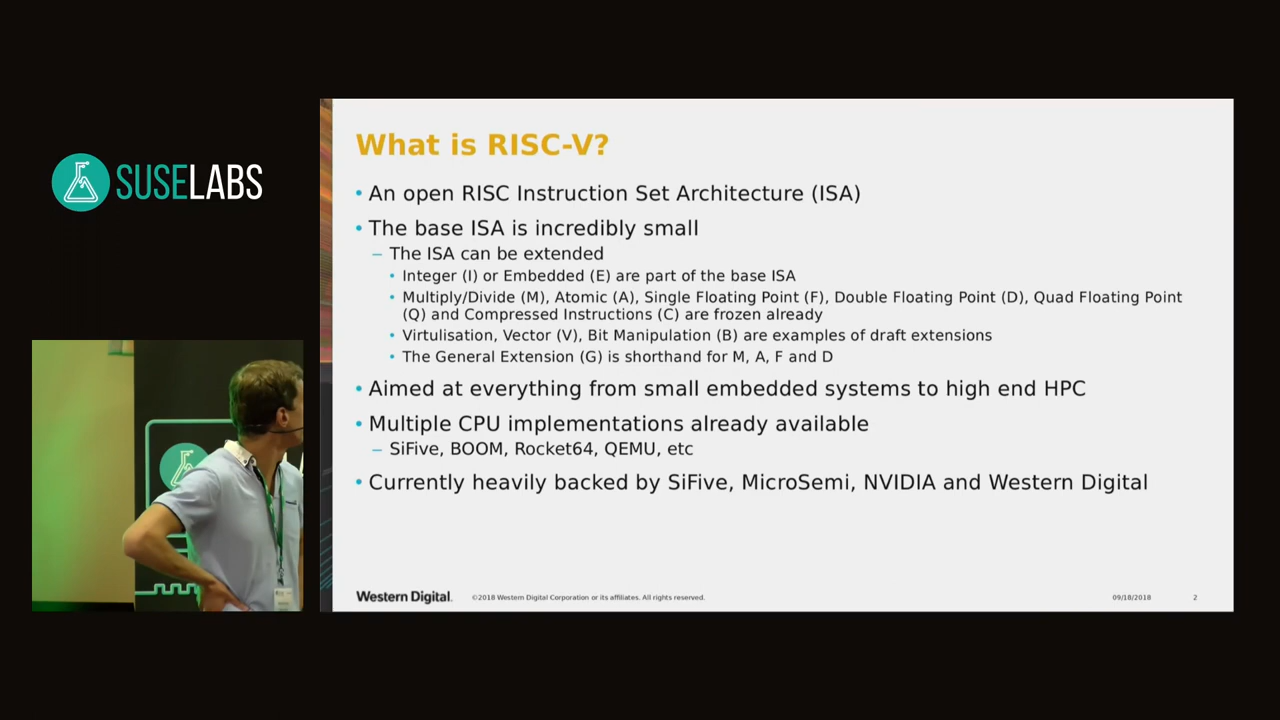 SUSELABS
What is RISC-V?
• An open RISC Instruction Set Architecture (ISA)
• The base ISA is incredibly small
– The ISA can be extended
• Integer (I) or Embedded (E) are part of the base ISA
• Multiply/Divide (M), Atomic (A), Single Floating Point (F), Double Floating Point (D), Quad Floating Point
(Q) and Compressed Instructions (C) are frozen already
• Virtulisation, Vector (V), Bit Manipulation (B) are examples of draft extensions
• The General Extension (G) is shorthand for M, A, F and D
• Aimed at everything from small embedded systems to high end HPC
• Multiple CPU implementations already available
– SiFive, BOOM, Rocket64, QEMU, etc
• Currently heavily backed by SiFive, MicroSemi, NVIDIA and Western Digital
Western Digital. ©2018 Western Digital Corporation or its affiliates. All rights reserved. 09/18/2018 2